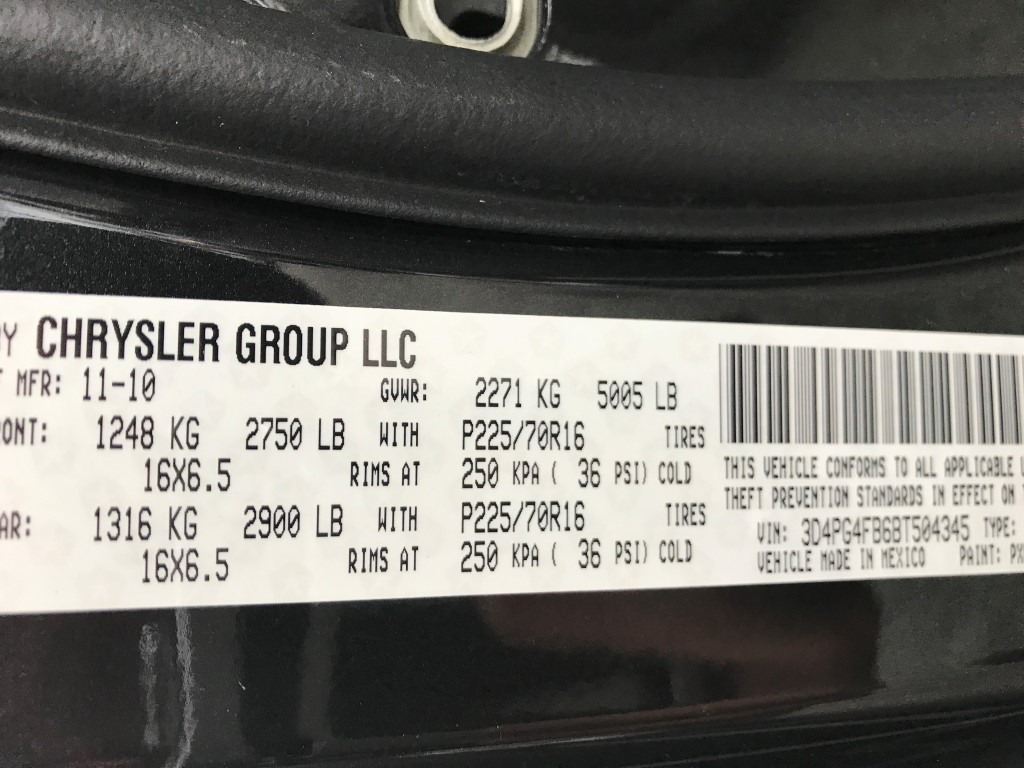 CHRYSLER GROUP LLC
MFR: 11-10 GVWR: 2271 KG 5005 LB
ONT: 1248 KG 2750 LB WITH P225/70R16 TIRES
16X6.5 RIMS AT 250 KPA ( 36 PSI) COLD
AR: 1316 KG 2900 LB WITH P225/70R16 TIRES
16X6.5 RIMS AT 250 KPA ( 36 PSI) COLD
THIS VEHICLE CONFORMS TO ALL APPLICABLE
THEFT PREVENTION STANDARDS IN EFFECT ON
VIN: 3D4PG4FB6BT504345 TYPE:
VEHICLE MADE IN MEXICO PAINT: PX